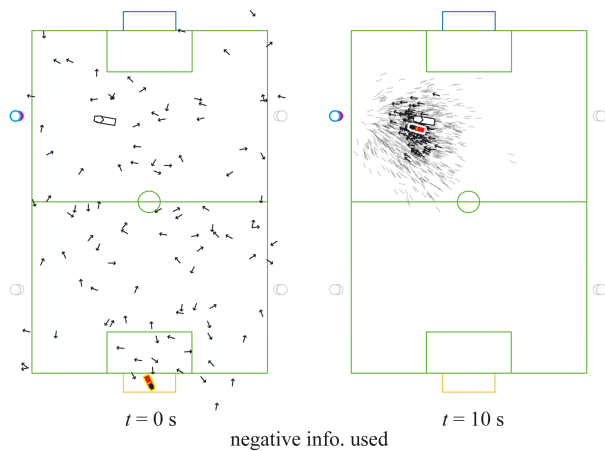 t = 0 s
t = 10 s
negative info. used